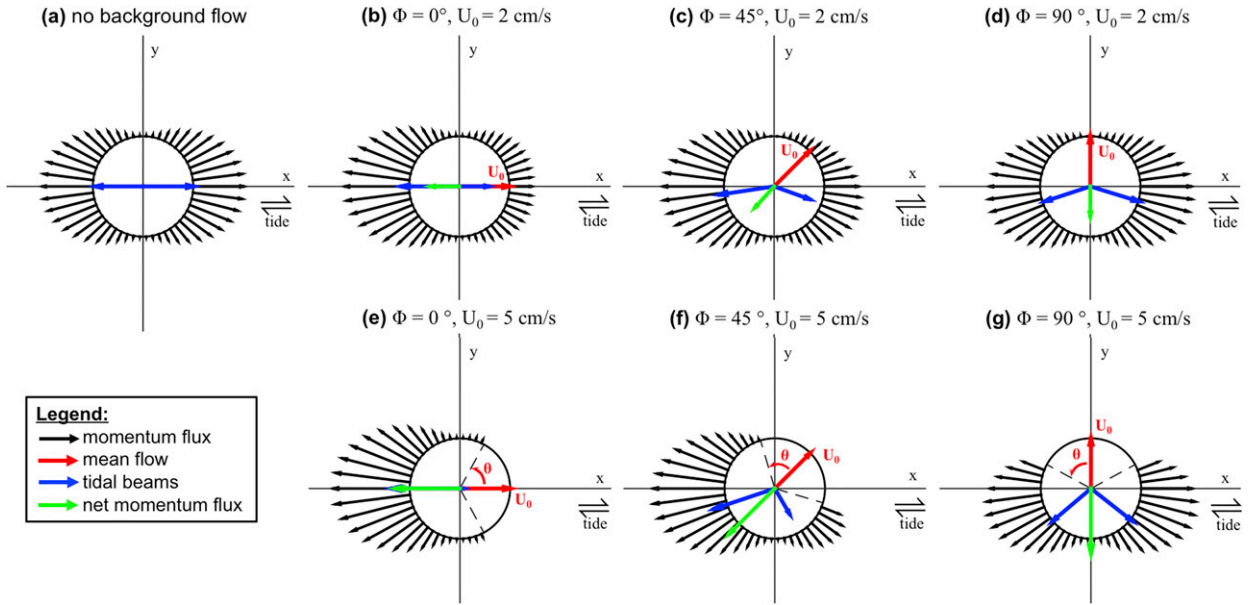 (a) no background flow
(b) Φ = 0°, U₀ = 2 cm/s
(c) Φ = 45°, U₀ = 2 cm/s
(d) Φ = 90 °, U₀ = 2 cm/s
y
x
tide
y
U₀
x
tide
y
U₀
x
tide
y
U₀
x
tide
(e) Φ = 0 °, U₀ = 5 cm/s
(f) Φ = 45 °, U₀ = 5 cm/s
(g) Φ = 90 °, U₀ = 5 cm/s
y
θ
U₀
x
tide
y
θ
U₀
x
tide
y
U₀
θ
x
tide
Legend:
momentum flux
mean flow
tidal beams
net momentum flux